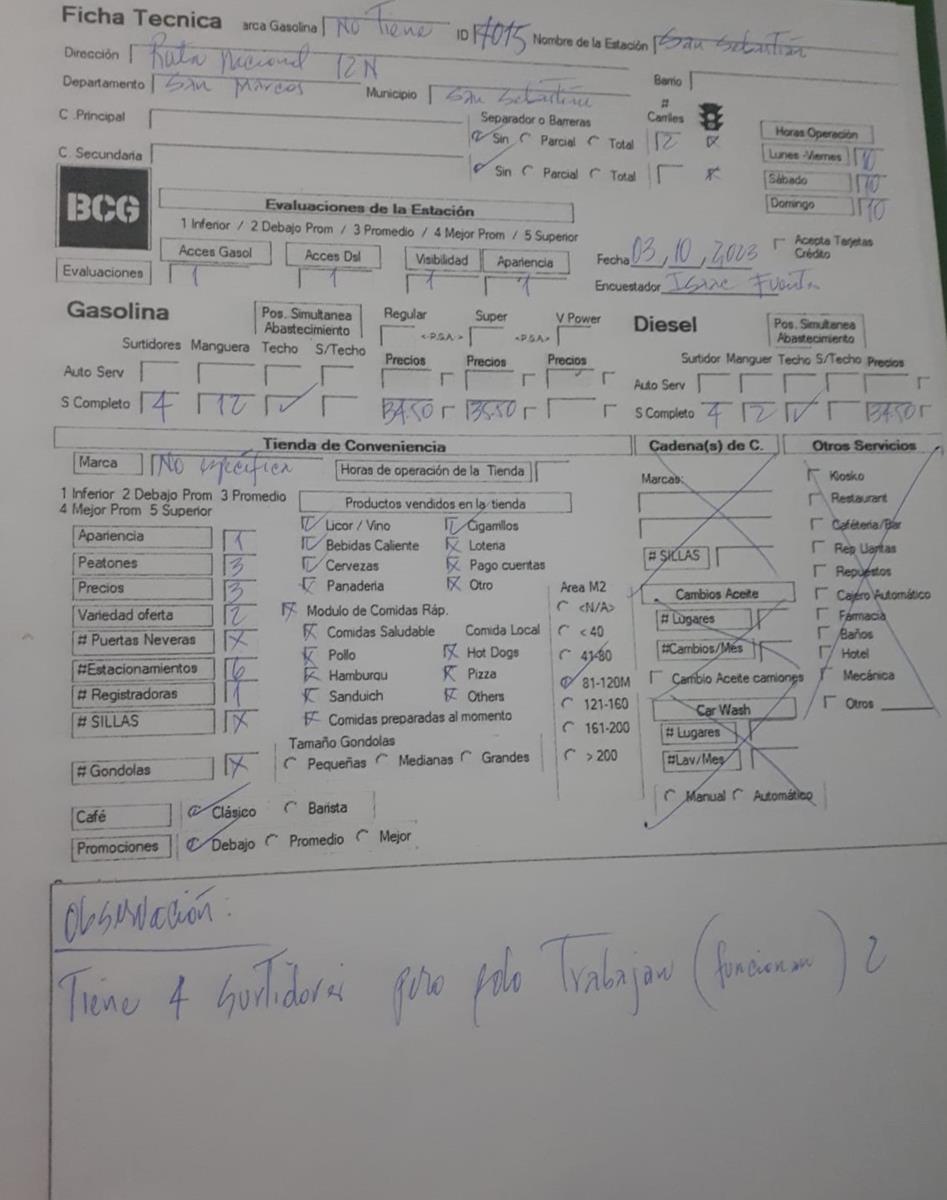 Ficha Tecnica arca Gasolina No Tiene ID 7015 Nombre de la Estación San Sebastián
Dirección Ruta Nacional 12N
Departamento San Marcos Municipio San Sebastián Barrio
C .Principal Separador o Barreras # Carriles
Sin Parcial Total 2
C. Secundaria Sin Parcial Total
Horas Operación
Lunes -Viernes 10
Sábado 10
Domingo 10
BCG
Evaluaciones de la Estación
1 Inferior / 2 Debajo Prom / 3 Promedio / 4 Mejor Prom / 5 Superior
Acces Gasol Acces Dsl Visibilidad Apariencia
Evaluaciones 1 1 1 1
Fecha 03, 10, 2003 Acepta Tarjetas Crédito
Encuestador Isaac Fuentes
Gasolina Pos. Simultanea Abastecimiento Regular Super V Power
<-P.G.A.-> <-P.G.A.->
Surtidores Manguera Techo S/Techo Precios Precios Precios
Auto Serv
S Completo 4 12 34.50 35.50
Diesel Pos. Simultanea Abastecimiento
Surtidor Manguer Techo S/Techo Precios
Auto Serv
S Completo 4 2 34.50
Tienda de Conveniencia
Marca No especifica Horas de operación de la Tienda
1 Inferior 2 Debajo Prom 3 Promedio
4 Mejor Prom 5 Superior
Apariencia 1
Peatones 3
Precios 3
Variedad oferta 2
# Puertas Neveras X
#Estacionamientos 6
# Registradoras 1
# SILLAS X
# Gondolas X
Productos vendidos en la tienda
Licor / Vino Cigarrillos
Bebidas Caliente Loteria
Cervezas Pago cuentas
Panaderia Otro
Modulo de Comidas Ráp.
Comidas Saludable Comida Local
Pollo Hot Dogs
Hamburgu Pizza
Sanduich Others
Comidas preparadas al momento
Tamaño Gondolas
Pequeñas Medianas Grandes
Area M2
<N/A>
< 40
41-80
81-120M
121-160
161-200
> 200
Café Clásico Barista
Promociones Debajo Promedio Mejor
Cadena(s) de C.
Marcas:
# SILLAS
Cambios Aceite
# Lugares
#Cambios/Mes
Cambio Aceite camiones
Car Wash
# Lugares
#Lav/Mes
Manual Automático
Otros Servicios
Kiosko
Restaurant
Caféteria/Bar
Rep Llantas
Repuestos
Cajero Automático
Farmacia
Baños
Hotel
Mecánica
Otros
Observación:
Tiene 4 surtidores pero solo Trabajan (funcionan) 2